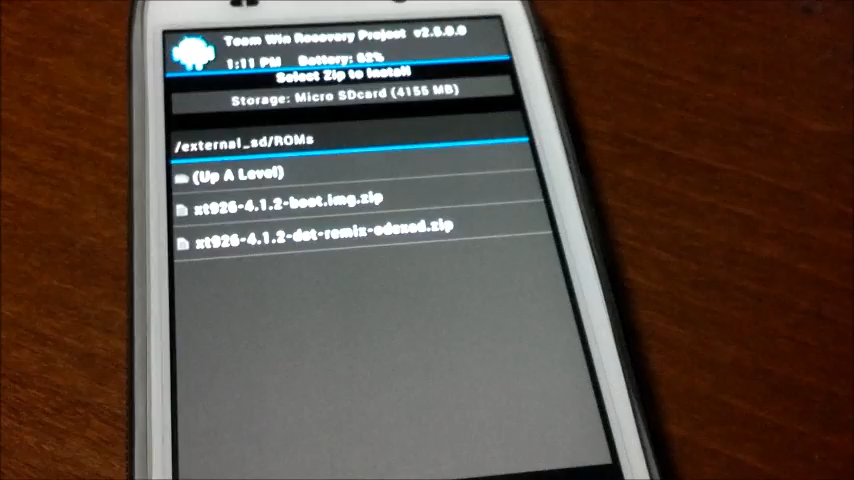 Team Win Recovery Project v2.5.0.0
1:11 PM Battery: 62%
Select Zip to Install
Storage: Micro SDcard (4155 MB)
/external_sd/ROMs
(Up A Level)
xt926-4.1.2-boot.img.zip
xt926-4.1.2-dst-remix-odexed.zip